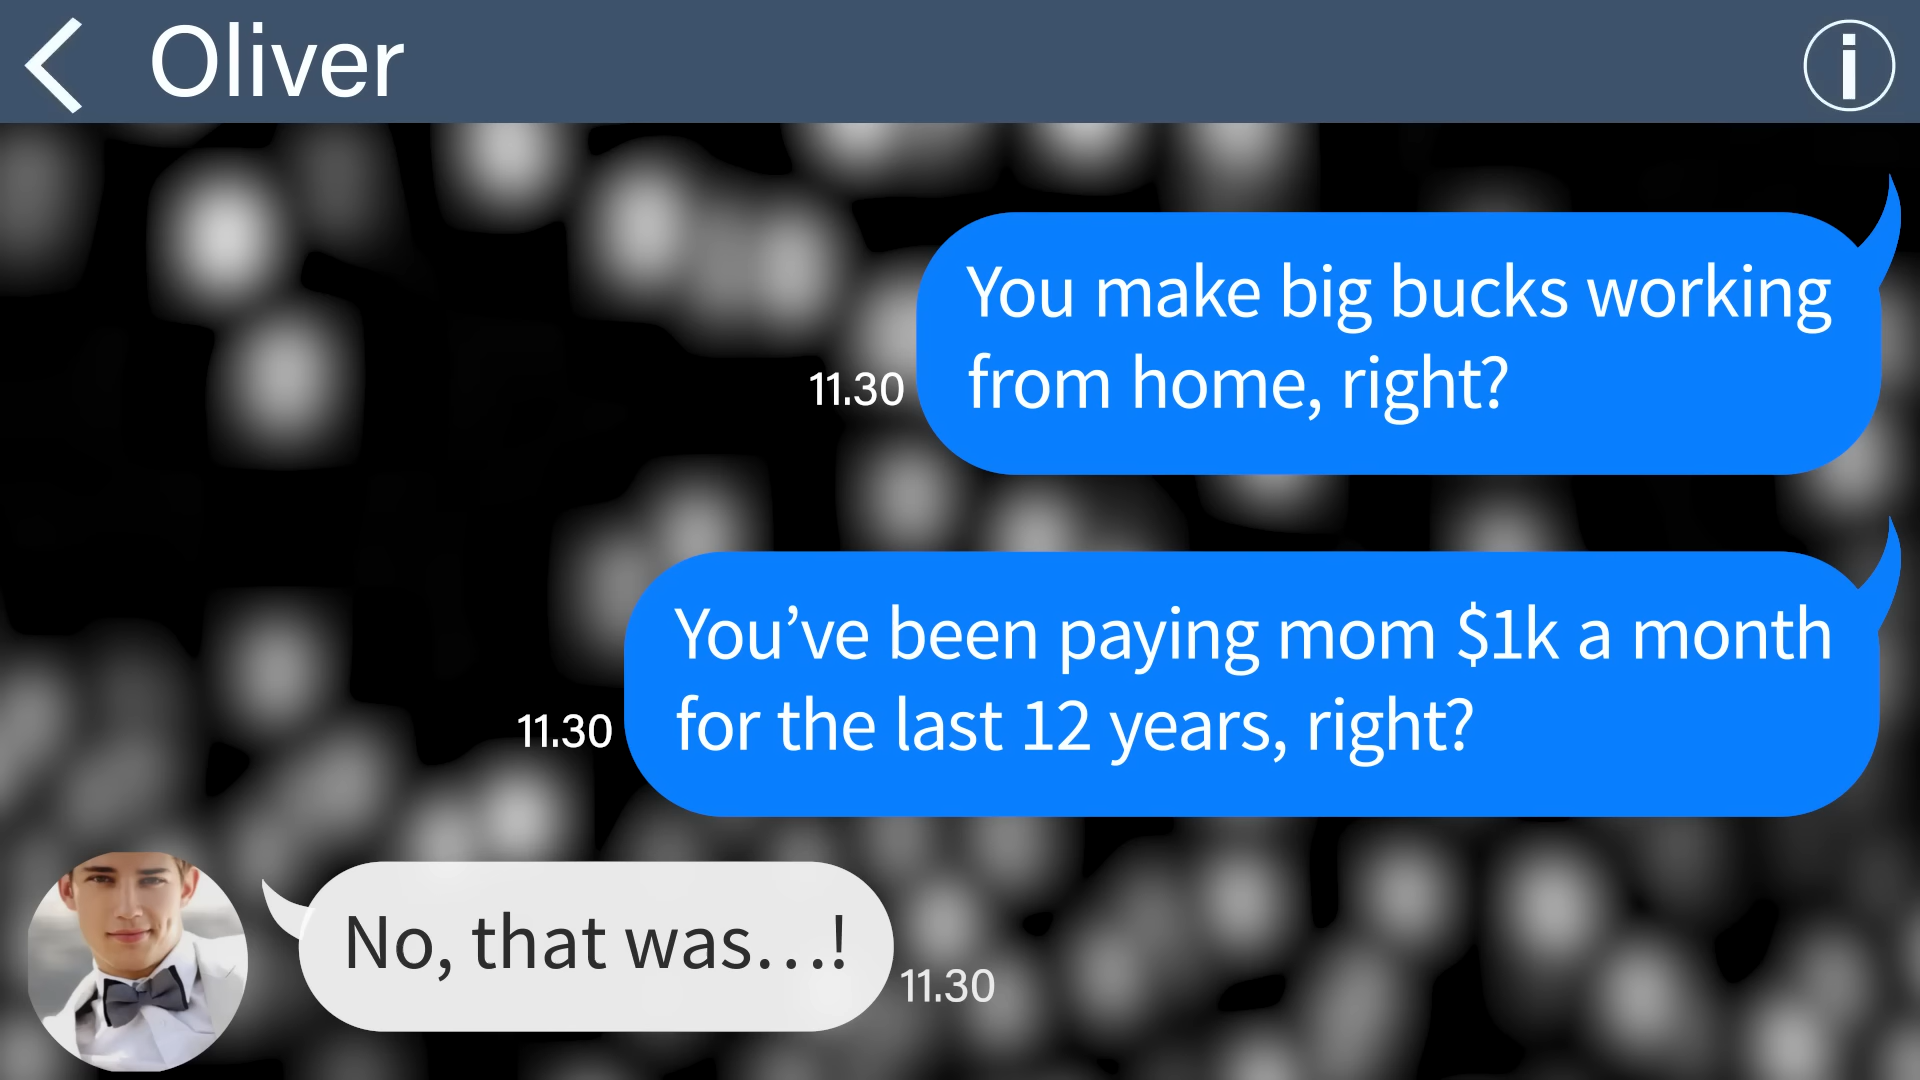 Oliver
You make big bucks working
from home, right?
11.30
You’ve been paying mom $1k a month
for the last 12 years, right?
11.30
No, that was...!
11.30